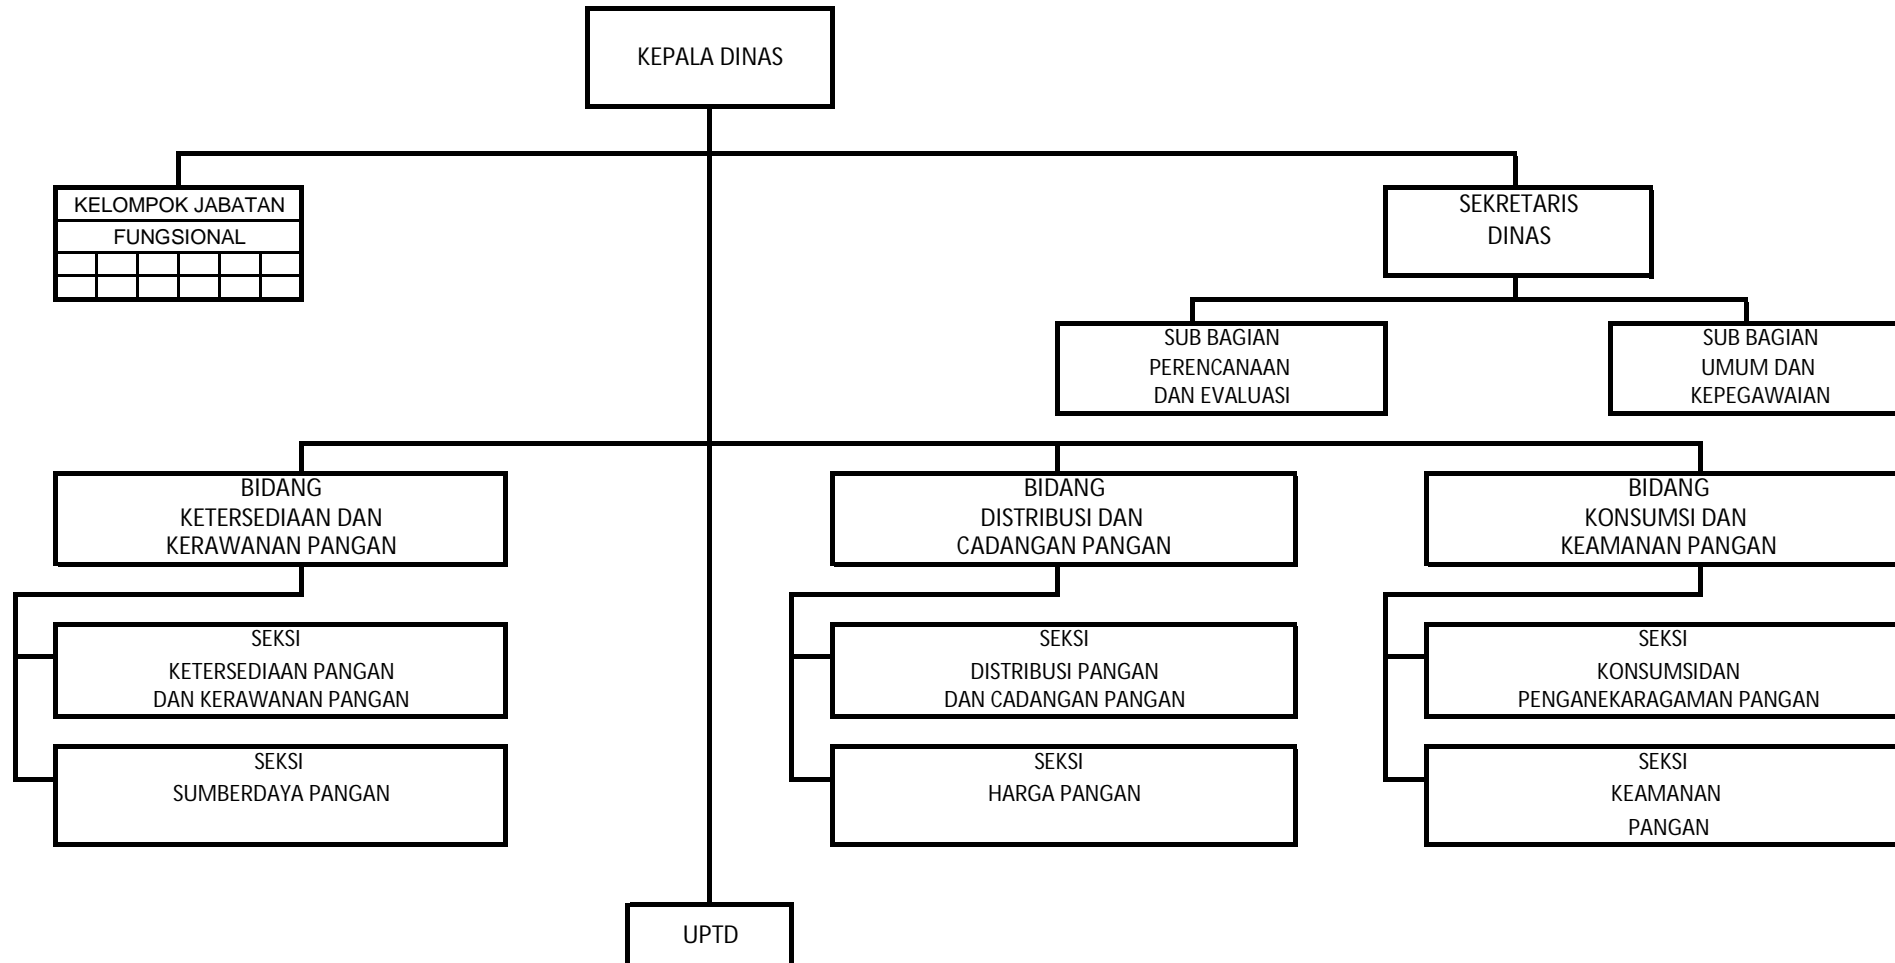 KEPALA DINAS
KELOMPOK JABATAN
FUNGSIONAL
SEKRETARIS
DINAS
SUB BAGIAN
PERENCANAAN
DAN EVALUASI
SUB BAGIAN
UMUM DAN
KEPEGAWAIAN
BIDANG
KETERSEDIAAN DAN
KERAWANAN PANGAN
BIDANG
DISTRIBUSI DAN
CADANGAN PANGAN
BIDANG
KONSUMSI DAN
KEAMANAN PANGAN
SEKSI
KETERSEDIAAN PANGAN
DAN KERAWANAN PANGAN
SEKSI
DISTRIBUSI PANGAN
DAN CADANGAN PANGAN
SEKSI
KONSUMSIDAN
PENGANEKARAGAMAN PANGAN
SEKSI
SUMBERDAYA PANGAN
SEKSI
HARGA PANGAN
SEKSI
KEAMANAN
PANGAN
UPTD